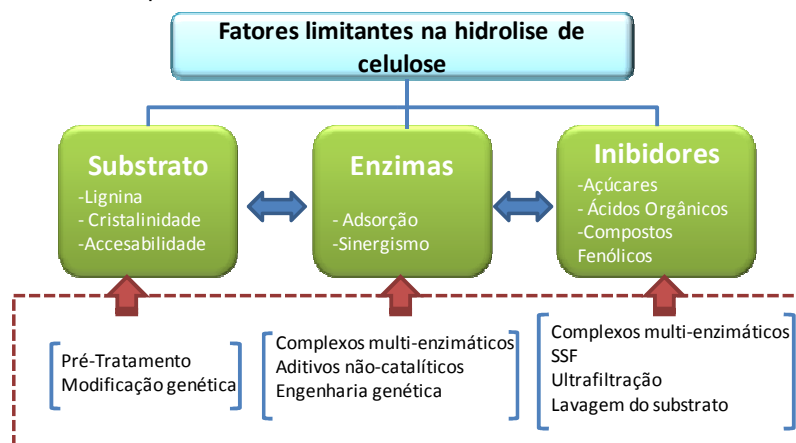 Fatores limitantes na hidrolise de
celulose
Substrato
-Lignina
- Cristalinidade
-Accesabilidade
Enzimas
- Adsorção
-Sinergismo
Inibidores
-Açúcares
- Ácidos Orgânicos
-Compostos
Fenólicos
Pré-Tratamento
Modificação genética
Complexos multi-enzimáticos
Aditivos não-catalíticos
Engenharia genética
Complexos multi-enzimáticos
SSF
Ultrafiltração
Lavagem do substrato